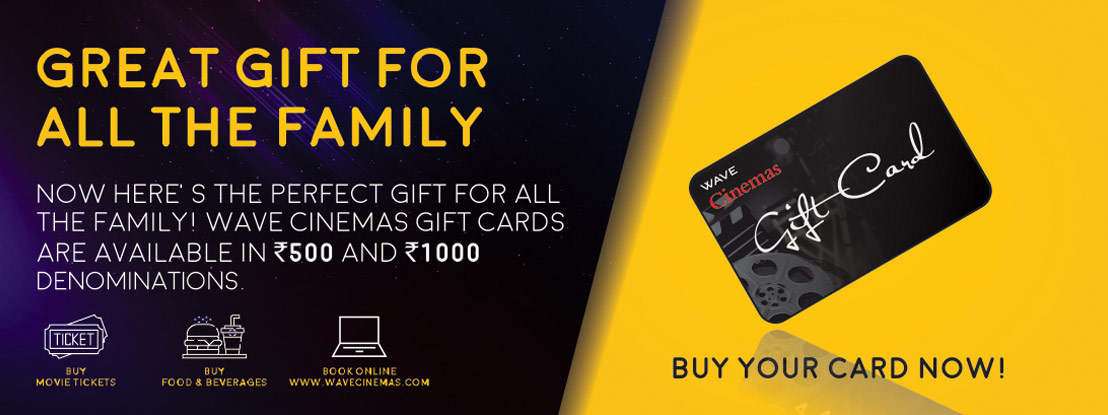 GREAT GIFT FOR
ALL THE FAMILY
NOW HERE' S THE PERFECT GIFT FOR ALL
THE FAMILY! WAVE CINEMAS GIFT CARDS
ARE AVAILABLE IN ₹500 AND ₹1000
DENOMINATIONS.
TICKET
BUY
MOVIE TICKETS
BUY
FOOD & BEVERAGES
BOOK ONLINE
WWW.WAVECINEMAS.COM
WAVE
Cinemas
Gift Card
BUY YOUR CARD NOW!